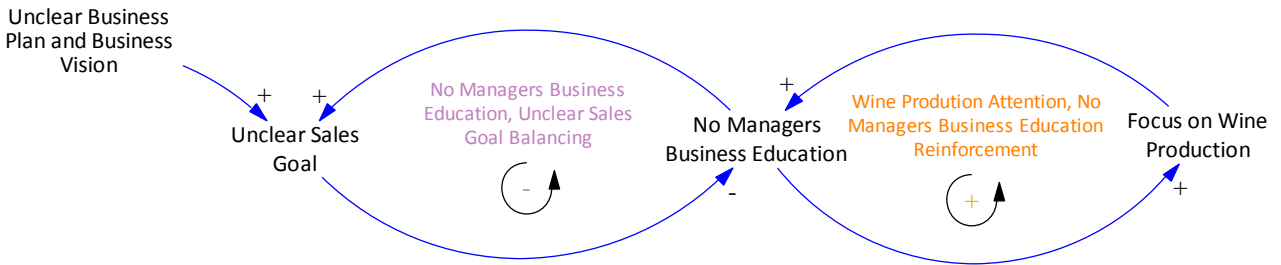 Unclear Business
Plan and Business
Vision
+
+
Unclear Sales
Goal
No Managers Business
Education, Unclear Sales
Goal Balancing
-
+
No Managers
Business Education
-
Wine Prodution Attention, No
Managers Business Education
Reinforcement
+
Focus on Wine
Production
+